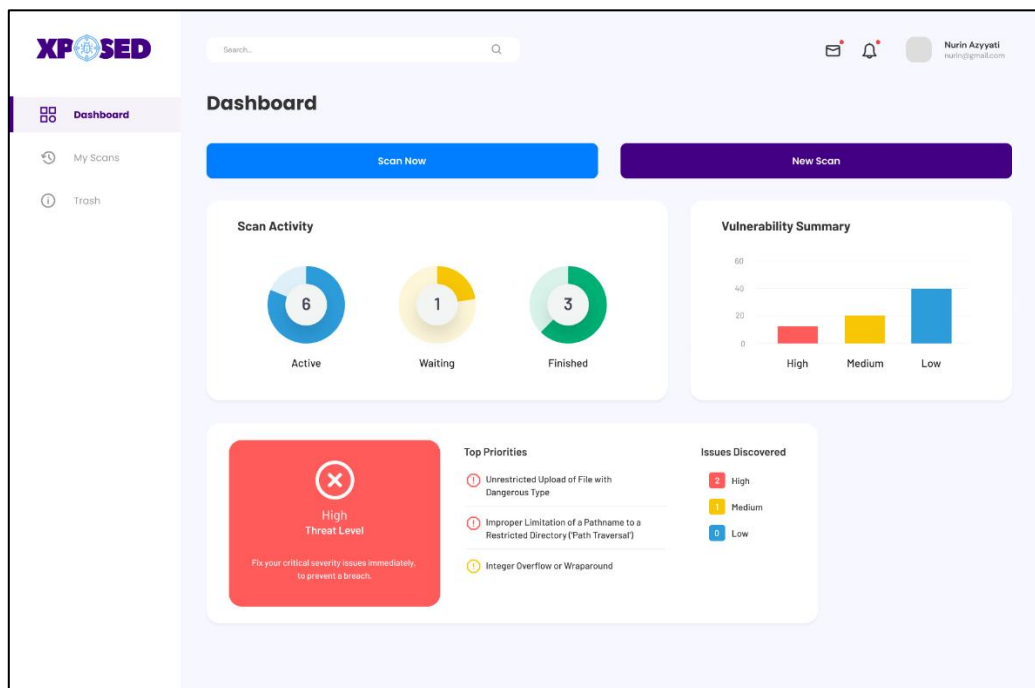 XPOSED
Search..
Nurin Azyyati
nurin@gmail.com
Dashboard
My Scans
Trash
Dashboard
Scan Now
New Scan
Scan Activity
6
1
3
Active
Waiting
Finished
Vulnerability Summary
60
40
20
0
High
Medium
Low
High
Threat Level
Fix your critical severity issues immediately,
to prevent a breach.
Top Priorities
Unrestricted Upload of File with
Dangerous Type
Improper Limitation of a Pathname to a
Restricted Directory ('Path Traversal')
Integer Overflow or Wraparound
Issues Discovered
2 High
1 Medium
0 Low